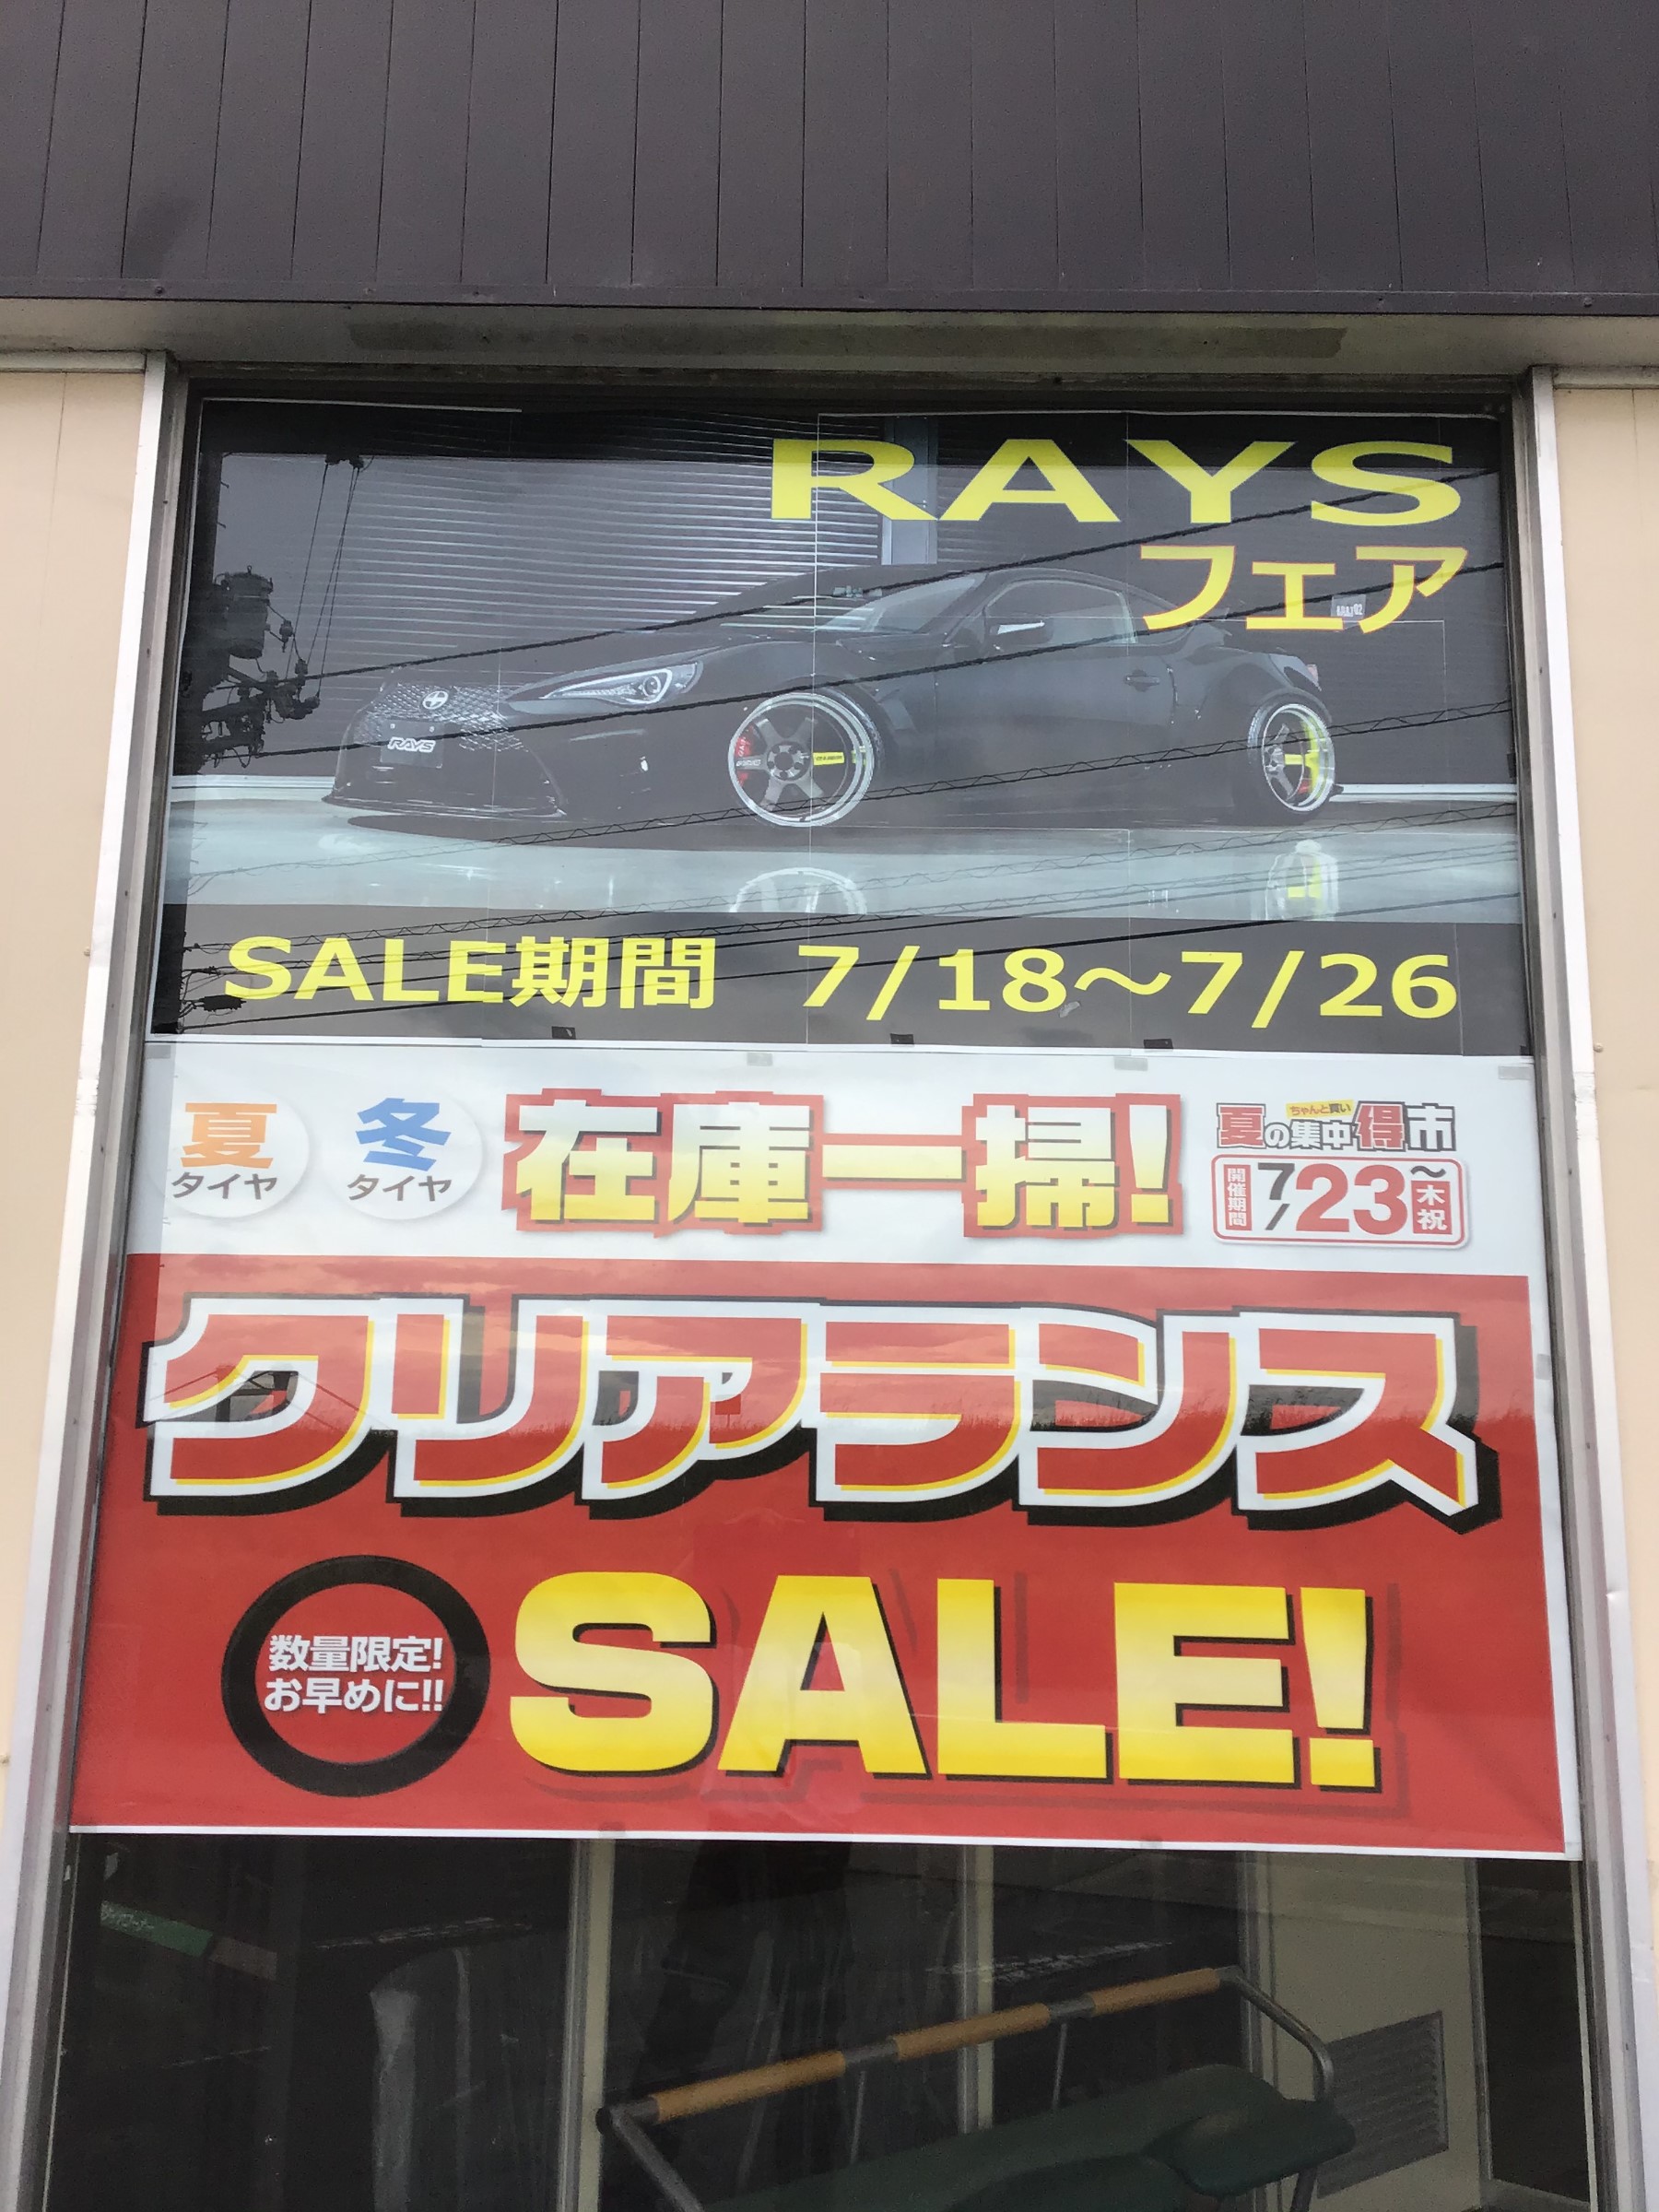 RAYS
フェア
RAYS
SALE期間 7/18～7/26
夏
タイヤ
冬
タイヤ
在庫一掃!
ちゃんと買い
夏の集中得市
開催期間
7/23～
木祝
クリアランス
数量限定!
お早めに!!
SALE!